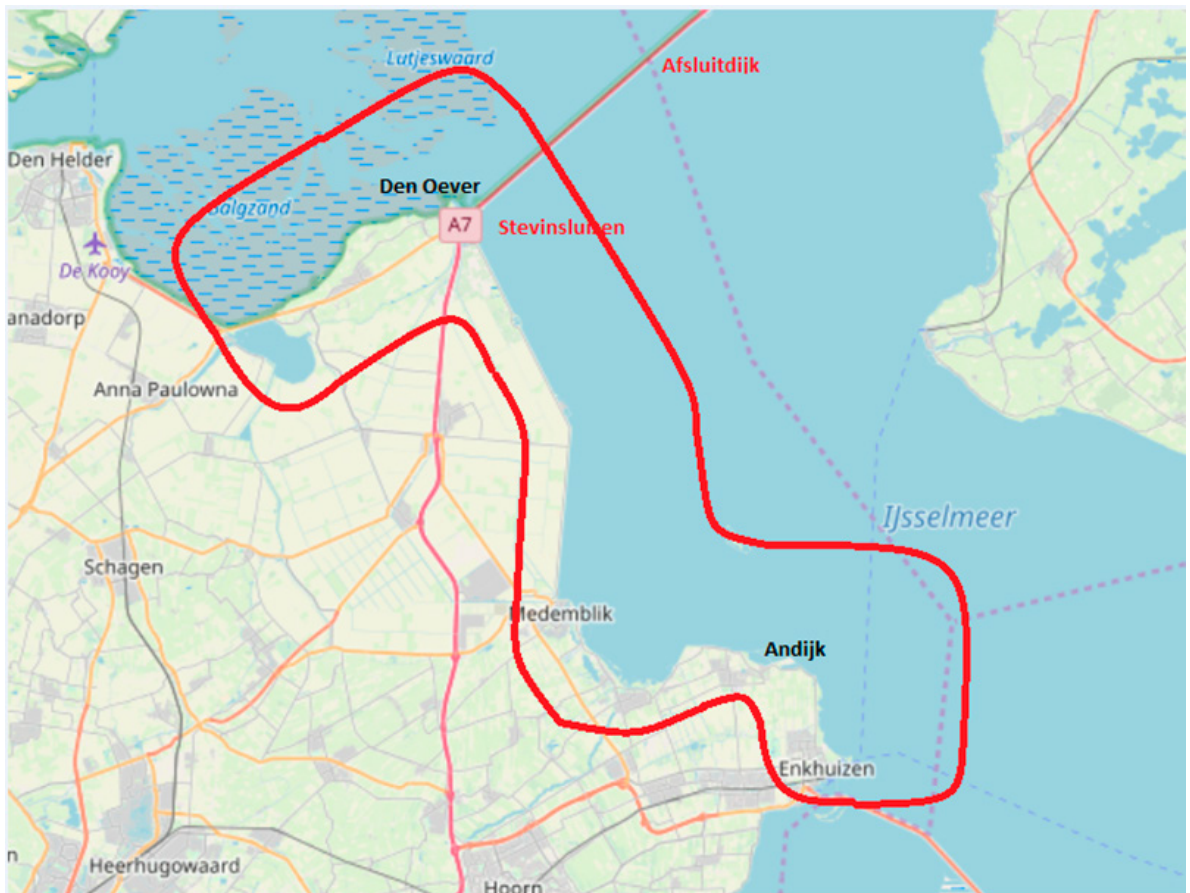 Lutjeswaard
Afsluitdijk
Den Helder
Den Oever
Balgzand
A7
Stevinsluizen
De Kooy
anadorp
Anna Paulowna
IJsselmeer
Schagen
Medemblik
Andijk
Enkhuizen
n
Heerhugowaard
Hoorn